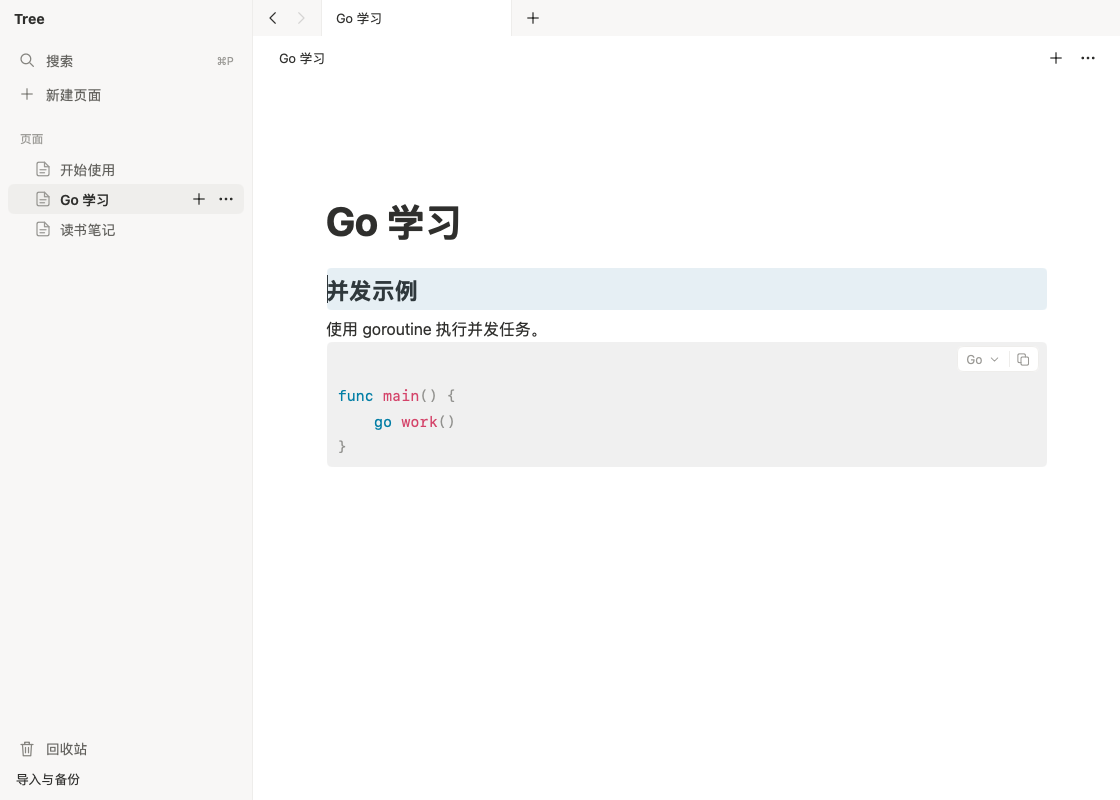 Tree
搜索 ⌘P
新建页面
页面
开始使用
Go 学习
读书笔记
回收站
导入与备份
Go 学习
Go 学习
Go 学习
并发示例
使用 goroutine 执行并发任务。
Go
func main() {
    go work()
}